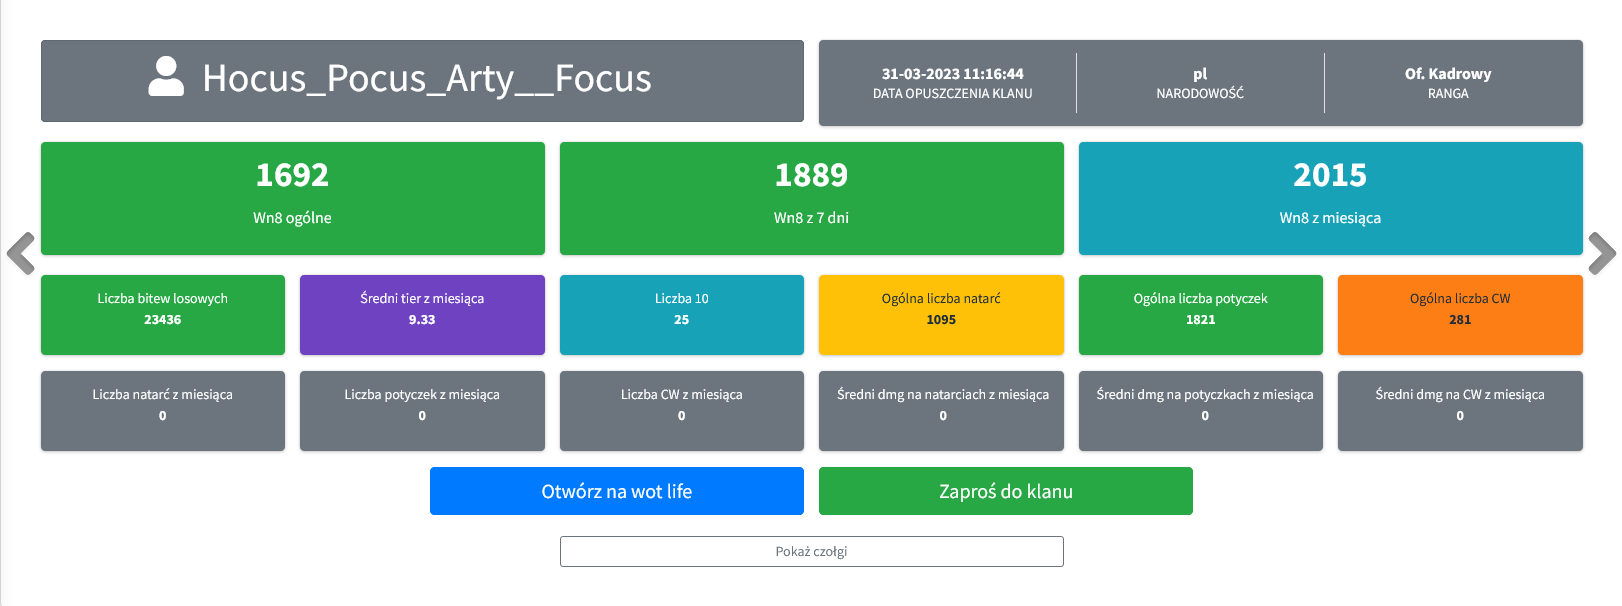 Hocus_Pocus_Arty__Focus
31-03-2023 11:16:44
DATA OPUSZCZENIA KLANU
pl
NARODOWOŚĆ
Of. Kadrowy
RANGA
1692
Wn8 ogólne
1889
Wn8 z 7 dni
2015
Wn8 z miesiąca
Liczba bitew losowych
23436
Średni tier z miesiąca
9.33
Liczba 10
25
Ogólna liczba natarć
1095
Ogólna liczba potyczek
1821
Ogólna liczba CW
281
Liczba natarć z miesiąca
0
Liczba potyczek z miesiąca
0
Liczba CW z miesiąca
0
Średni dmg na natarciach z miesiąca
0
Średni dmg na potyczkach z miesiąca
0
Średni dmg na CW z miesiąca
0
Otwórz na wot life
Zaproś do klanu
Pokaż czołgi